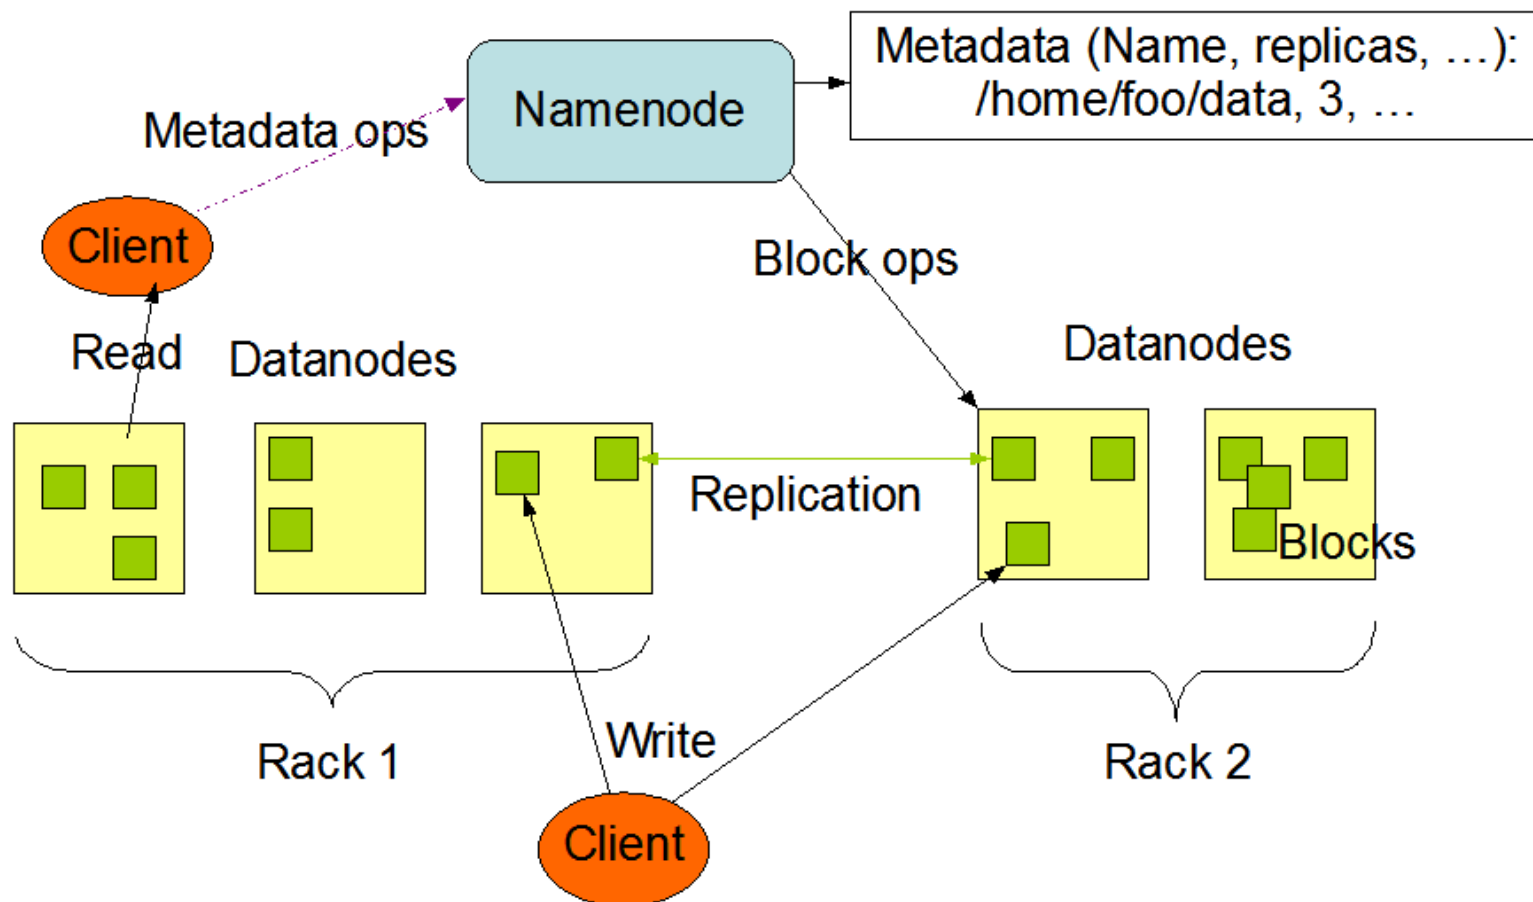 Metadata (Name, replicas, …):
/home/foo/data, 3, …
Namenode
Metadata ops
Client
Block ops
Read
Datanodes
Datanodes
Replication
Blocks
Rack 1
Write
Rack 2
Client